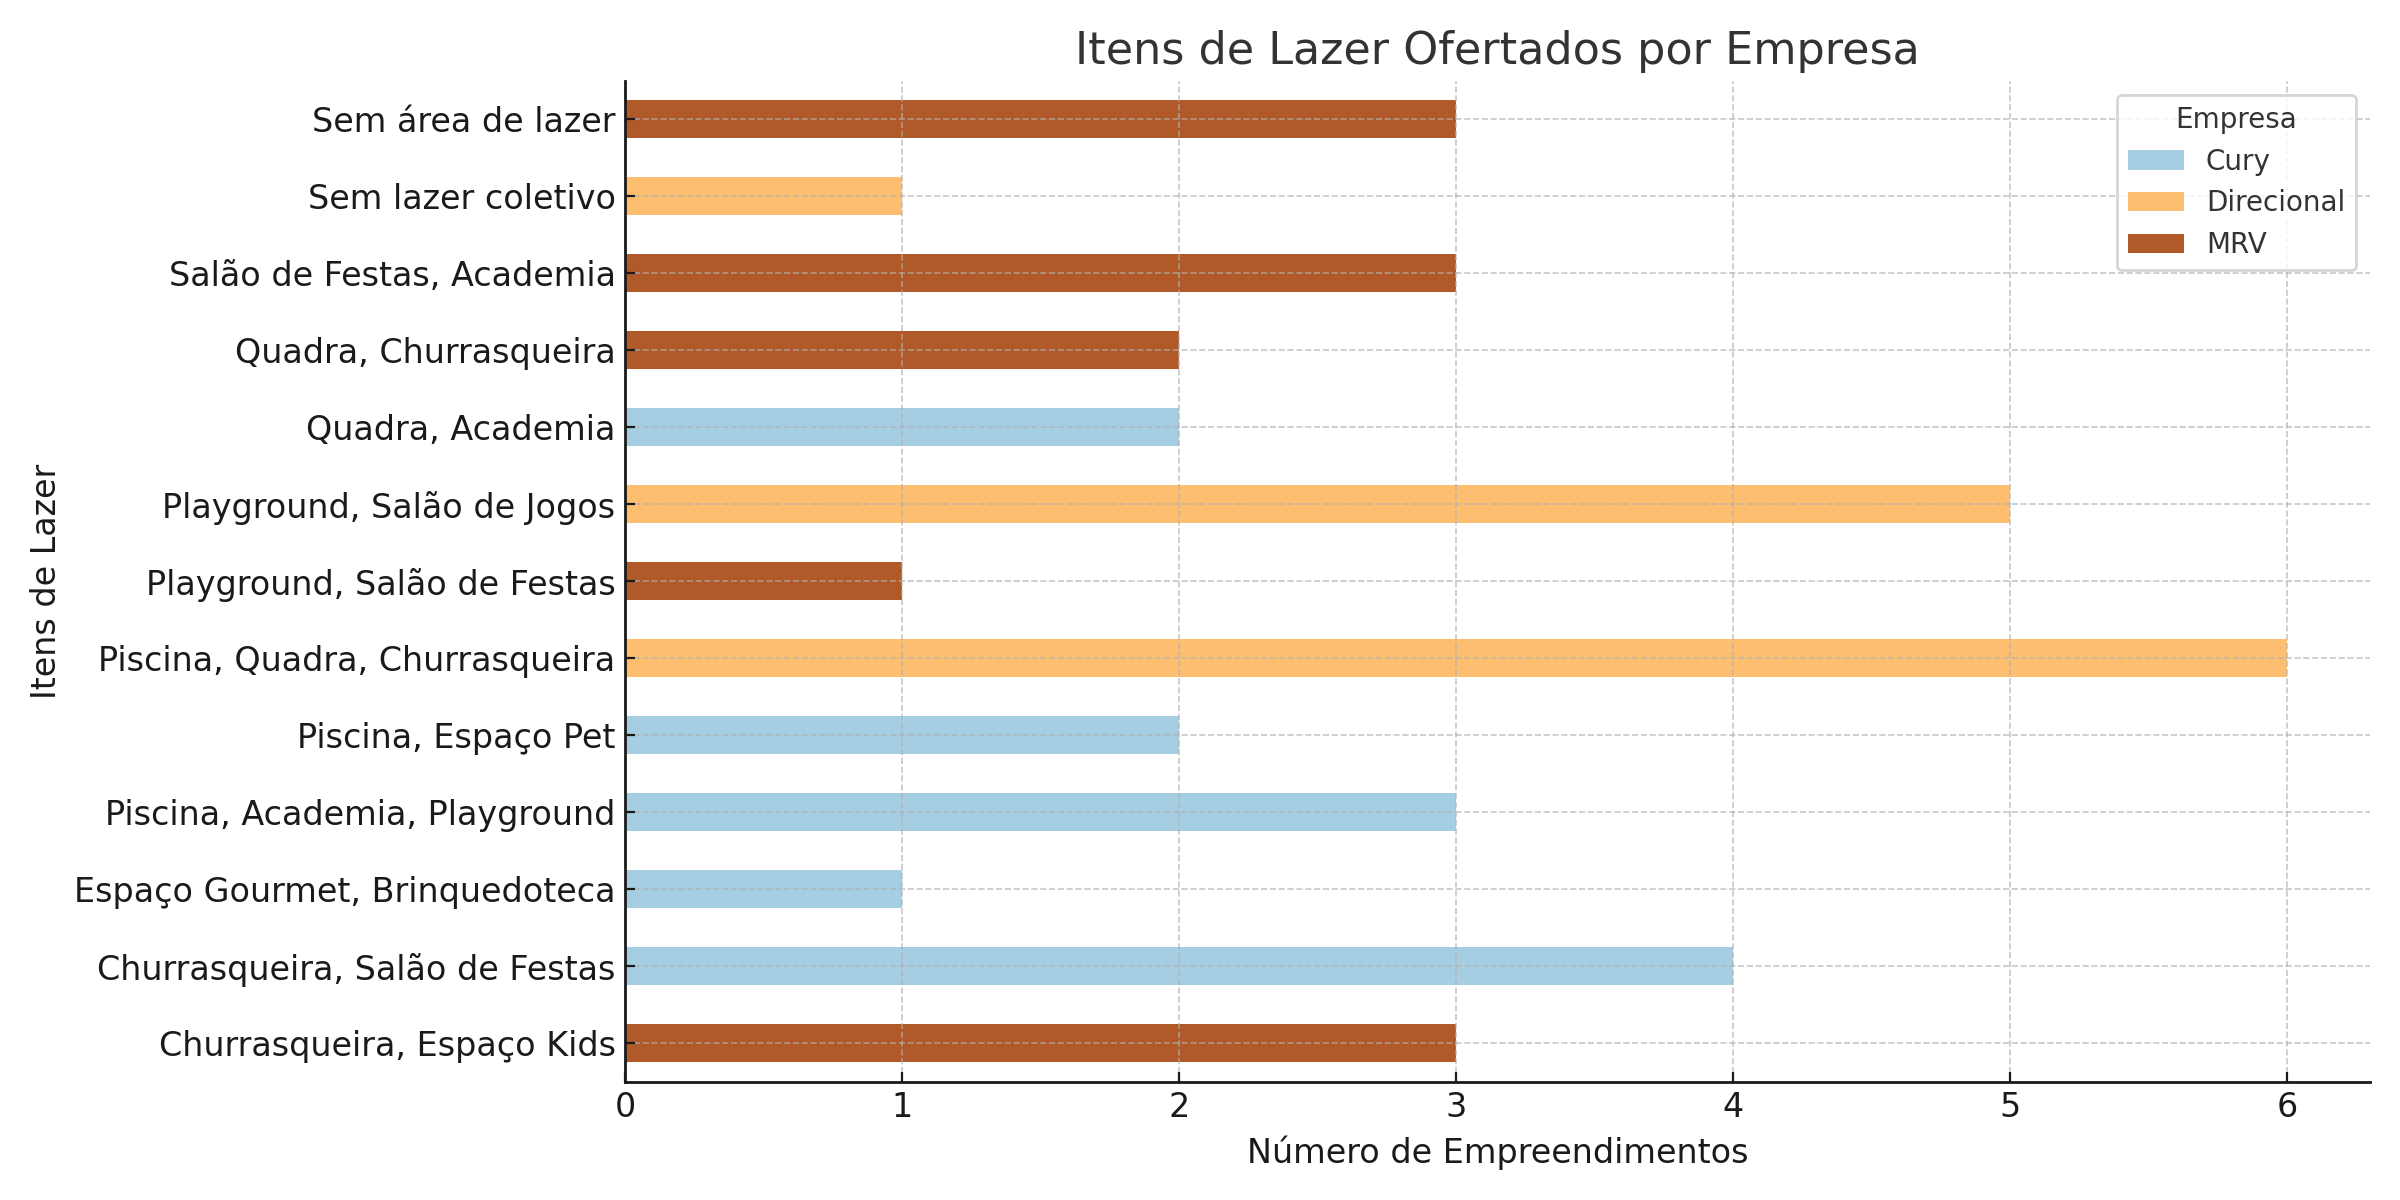 Itens de Lazer Ofertados por Empresa
Empresa
Cury
Direcional
MRV
Itens de Lazer
Sem área de lazer
Sem lazer coletivo
Salão de Festas, Academia
Quadra, Churrasqueira
Quadra, Academia
Playground, Salão de Jogos
Playground, Salão de Festas
Piscina, Quadra, Churrasqueira
Piscina, Espaço Pet
Piscina, Academia, Playground
Espaço Gourmet, Brinquedoteca
Churrasqueira, Salão de Festas
Churrasqueira, Espaço Kids
0 1 2 3 4 5 6
Número de Empreendimentos